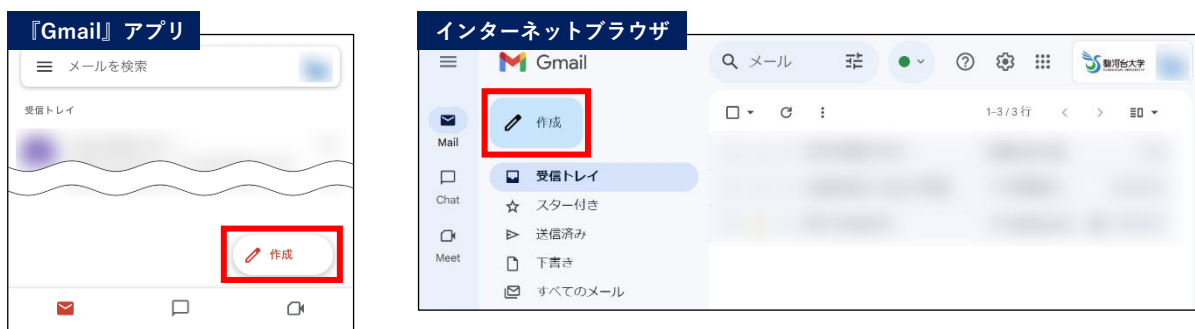 『Gmail』アプリ
メールを検索
受信トレイ
作成
インターネットブラウザ
Gmail
メール
駿河台大学
作成
1–3 / 3 行
Mail
受信トレイ
Chat
スター付き
送信済み
Meet
下書き
すべてのメール